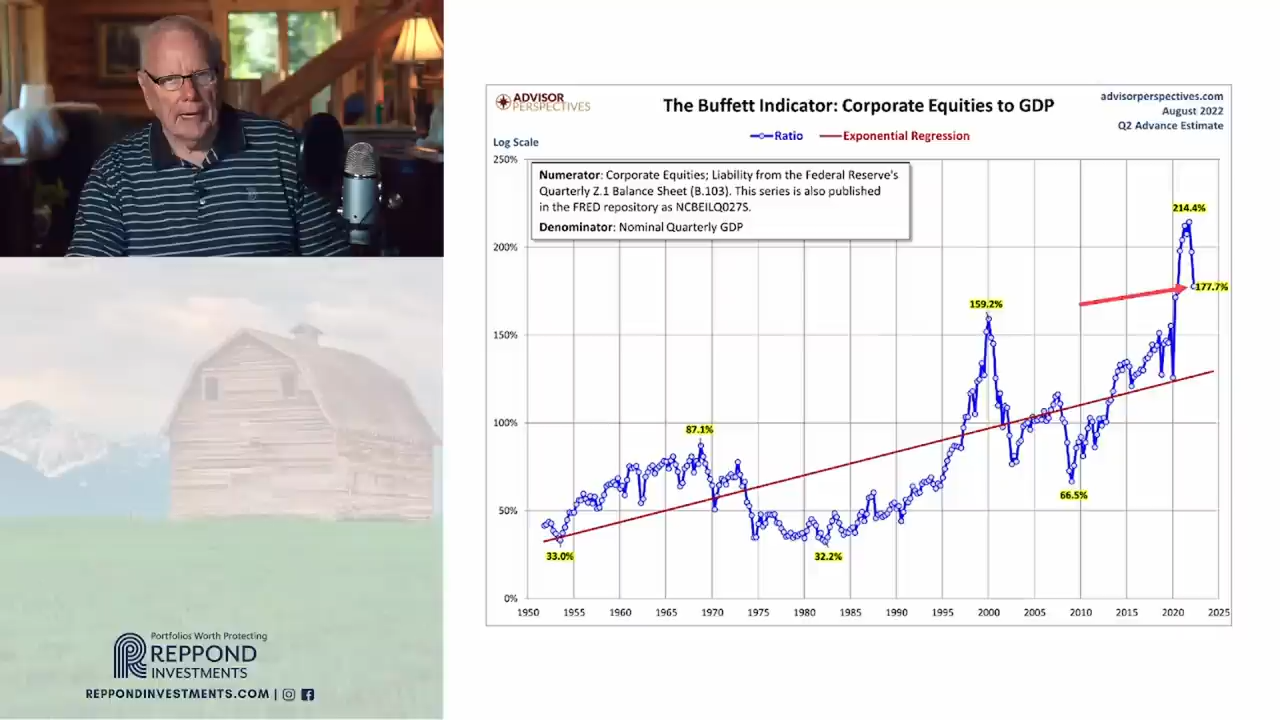 ADVISOR
PERSPECTIVES
The Buffett Indicator: Corporate Equities to GDP
advisorperspectives.com
August 2022
Q2 Advance Estimate
Ratio
Exponential Regression
Log Scale
250%
200%
150%
100%
50%
0%
Numerator: Corporate Equities; Liability from the Federal Reserve's
Quarterly Z.1 Balance Sheet (B.103). This series is also published
in the FRED repository as NCBEILQ027S.
Denominator: Nominal Quarterly GDP
214.4%
177.7%
159.2%
87.1%
66.5%
33.0%
32.2%
1950 1955 1960 1965 1970 1975 1980 1985 1990 1995 2000 2005 2010 2015 2020 2025
Portfolios Worth Protecting
REPPOND
INVESTMENTS
REPPONDINVESTMENTS.COM |